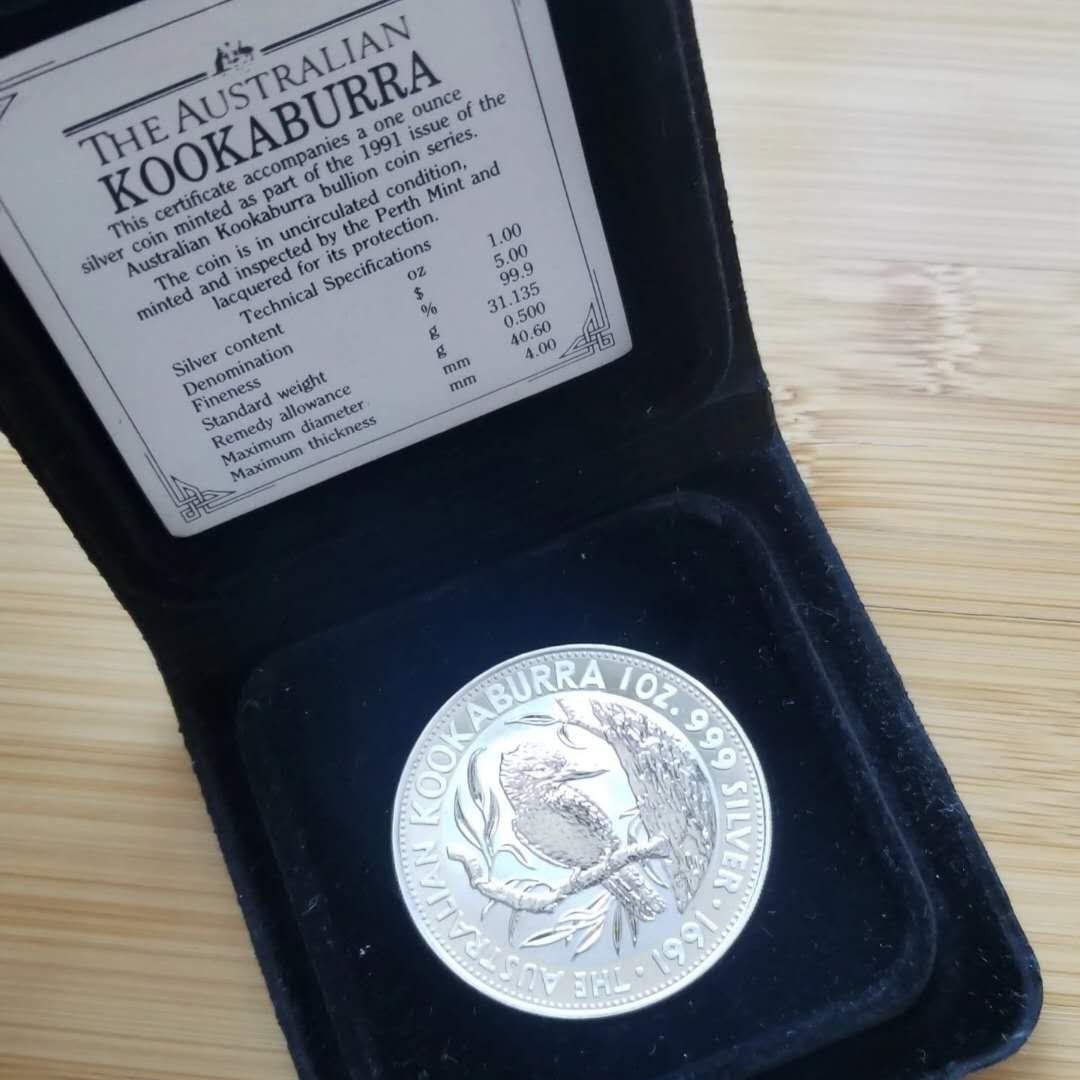 THE AUSTRALIAN
KOOKABURRA
This certificate accompanies a one ounce
silver coin minted as part of the 1991 issue of the
Australian Kookaburra bullion coin series.
The coin is in uncirculated condition,
minted and inspected by the Perth Mint and
lacquered for its protection.
Technical Specifications
Silver content oz 1.00
Denomination $ 5.00
Fineness % 99.9
Standard weight g 31.135
Remedy allowance g 0.500
Maximum diameter mm 40.60
Maximum thickness mm 4.00
THE AUSTRALIAN KOOKABURRA 1 OZ. 999 SILVER · 1991 ·